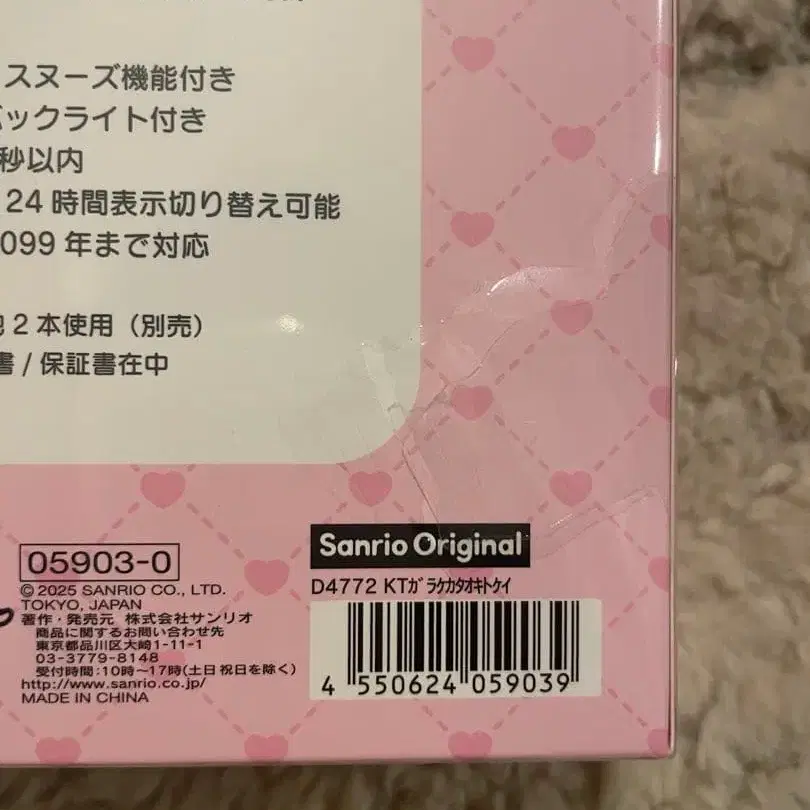 スヌーズ機能付き
バックライト付き
秒以内
24時間表示切り替え可能
099年まで対応
2本使用（別売）
書/保証書在中
05903-0
© 2025 SANRIO CO., LTD.
TOKYO, JAPAN
著作・発売元 株式会社サンリオ
商品に関するお問い合わせ先
東京都品川区大崎1-11-1
03-3779-8148
受付時間:10時〜17時(土日祝日を除く)
http://www.sanrio.co.jp/
MADE IN CHINA
Sanrio Original
D4772 KTガラケカタオキトケイ
4 550624 059039